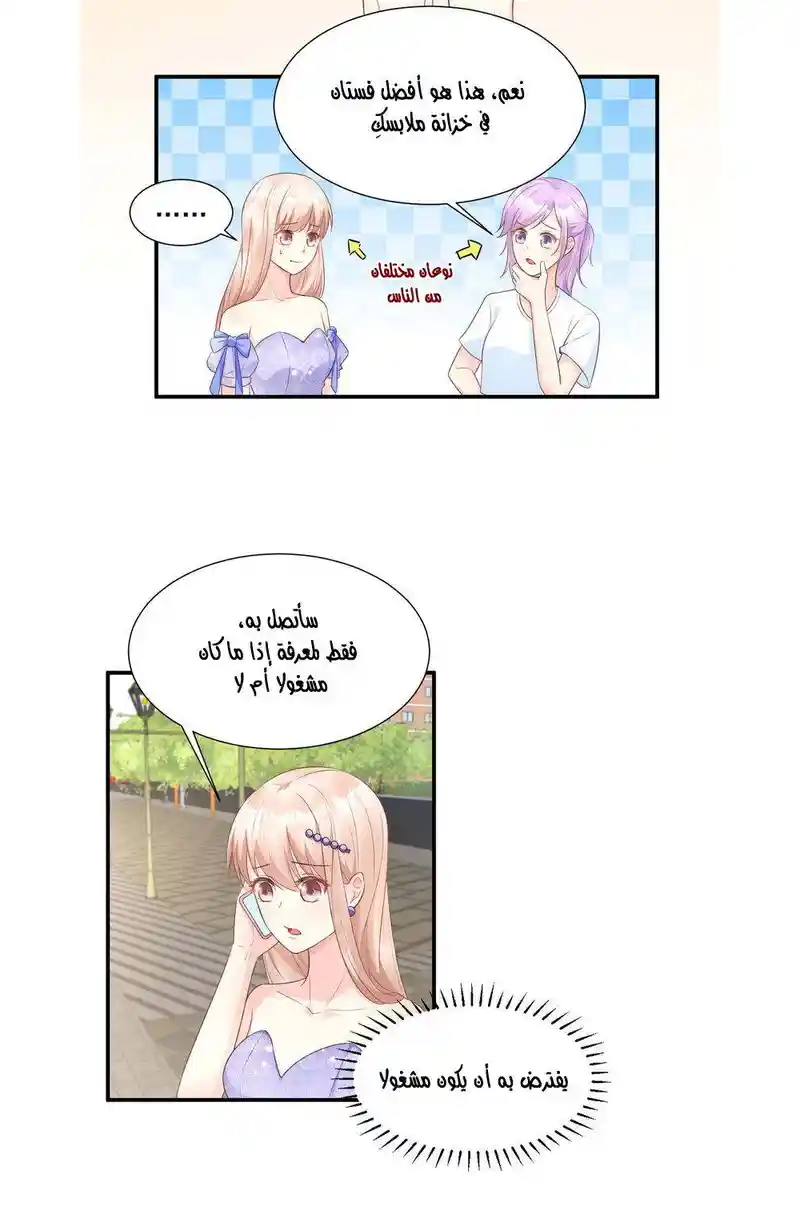 نعم، هذا هو أفضل فستان
في خزانة ملابسكِ
......
نوعان مختلفان
من الناس
سأتصل به،
فقط لمعرفة إذا ما كان
مشغولا أم لا
يفترض به أن يكون مشغولا